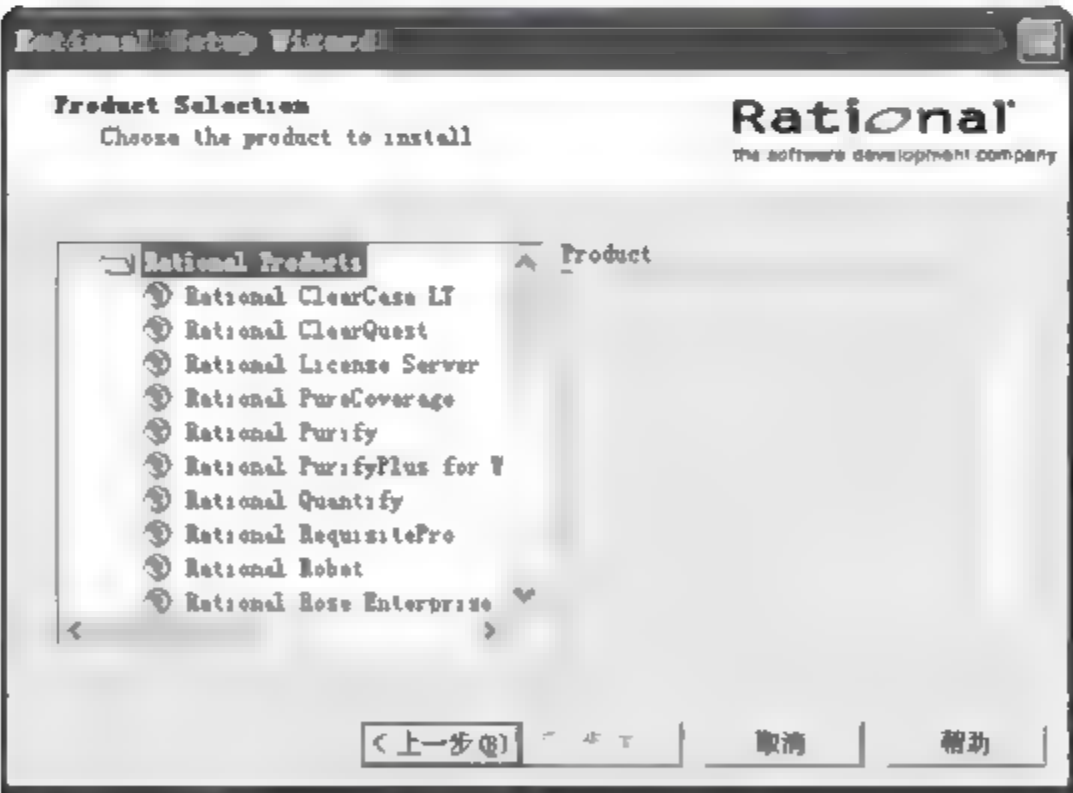 Rational Setup Wizard
Product Selection
Choose the product to install
Rational
the software development company
Rational Products
Rational ClearCase LT
Rational ClearQuest
Rational License Server
Rational PureCoverage
Rational Purify
Rational PurifyPlus for W
Rational Quantify
Rational RequisitePro
Rational Robot
Rational Rose Enterprise
Product
< 上一步(B)
取消
帮助